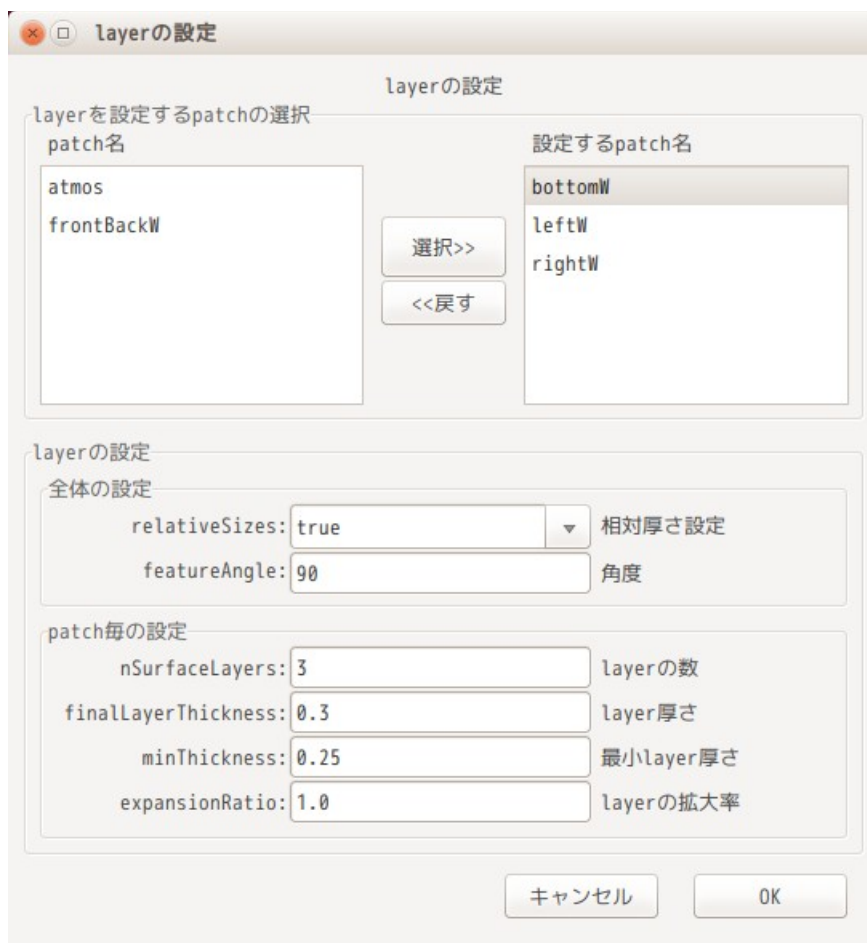 layerの設定
layerの設定
layerを設定するpatchの選択
patch名
設定するpatch名
atmos
frontBackW
選択>>
<<戻す
bottomW
leftW
rightW
layerの設定
全体の設定
relativeSizes: true 相対厚さ設定
featureAngle: 90 角度
patch毎の設定
nSurfaceLayers: 3 layerの数
finalLayerThickness: 0.3 layer厚さ
minThickness: 0.25 最小layer厚さ
expansionRatio: 1.0 layerの拡大率
キャンセル
OK